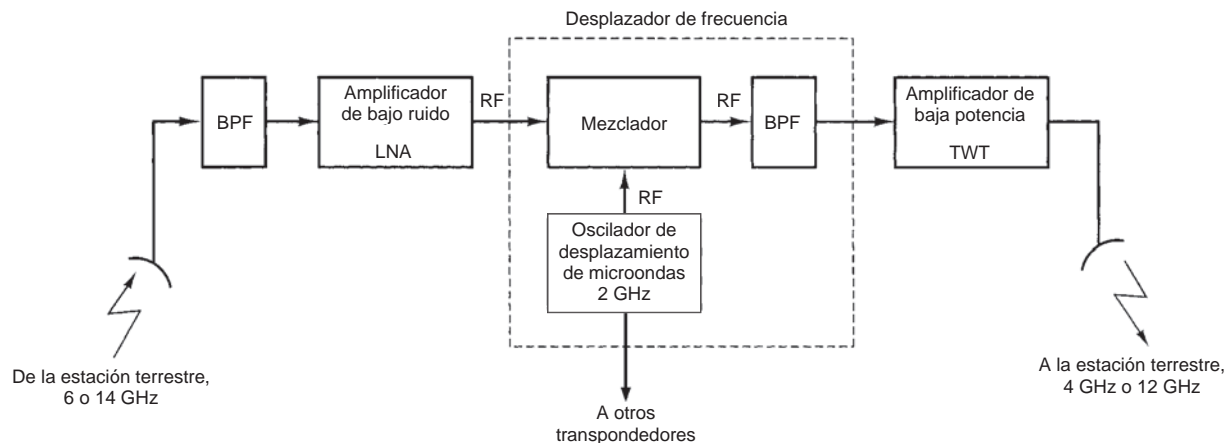 Desplazador de frecuencia
BPF
Amplificador
de bajo ruido
LNA
RF
Mezclador
RF
BPF
Amplificador de
baja potencia
TWT
RF
Oscilador de
desplazamiento
de microondas
2 GHz
De la estación terrestre,
6 o 14 GHz
A otros
transpondedores
A la estación terrestre,
4 GHz o 12 GHz